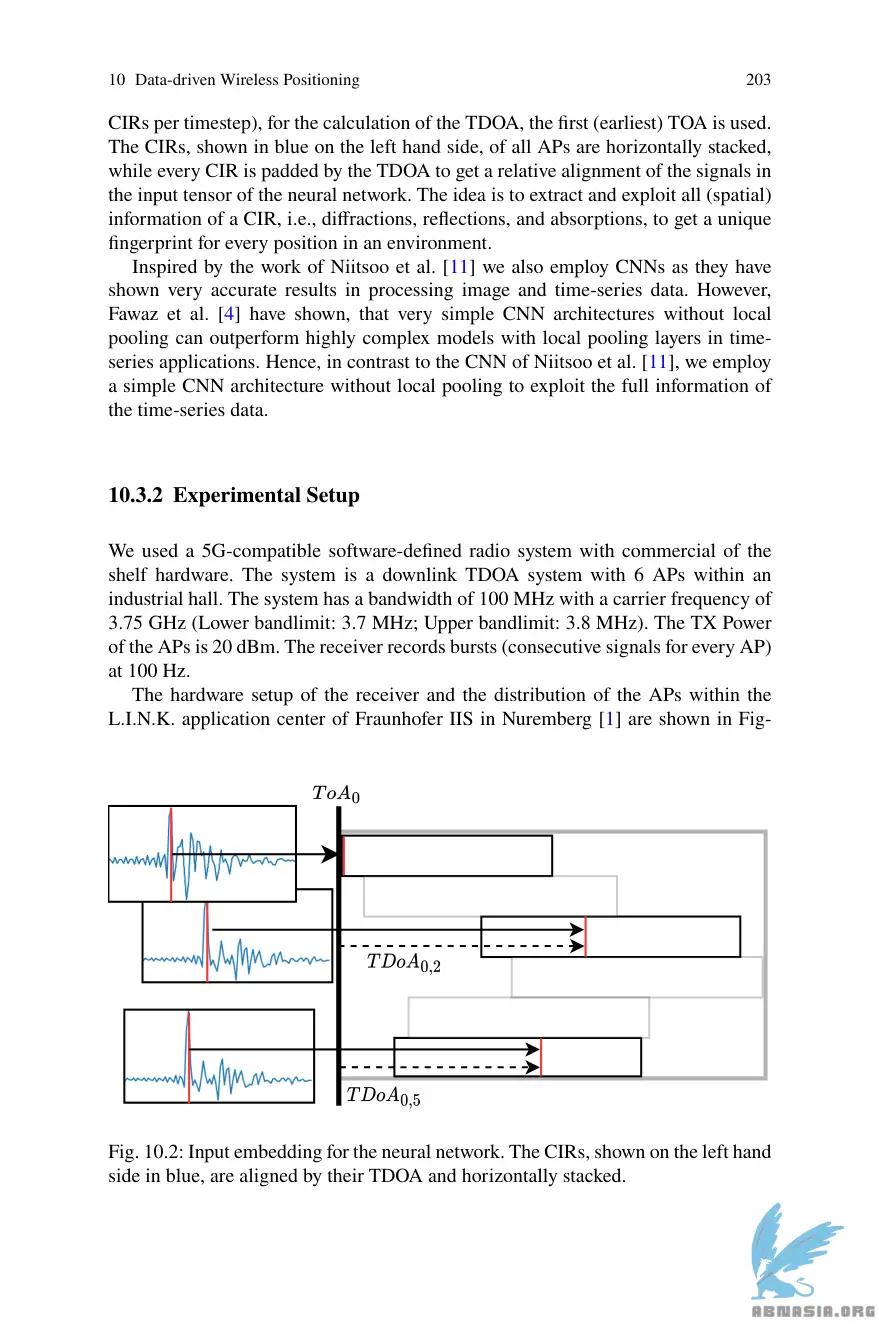 10 Data-driven Wireless Positioning 203
CIRs per timestep), for the calculation of the TDOA, the first (earliest) TOA is used.
The CIRs, shown in blue on the left hand side, of all APs are horizontally stacked,
while every CIR is padded by the TDOA to get a relative alignment of the signals in
the input tensor of the neural network. The idea is to extract and exploit all (spatial)
information of a CIR, i.e., diffractions, reflections, and absorptions, to get a unique
fingerprint for every position in an environment.
Inspired by the work of Niitsoo et al. [11] we also employ CNNs as they have
shown very accurate results in processing image and time-series data. However,
Fawaz et al. [4] have shown, that very simple CNN architectures without local
pooling can outperform highly complex models with local pooling layers in time-
series applications. Hence, in contrast to the CNN of Niitsoo et al. [11], we employ
a simple CNN architecture without local pooling to exploit the full information of
the time-series data.
10.3.2 Experimental Setup
We used a 5G-compatible software-defined radio system with commercial of the
shelf hardware. The system is a downlink TDOA system with 6 APs within an
industrial hall. The system has a bandwidth of 100 MHz with a carrier frequency of
3.75 GHz (Lower bandlimit: 3.7 MHz; Upper bandlimit: 3.8 MHz). The TX Power
of the APs is 20 dBm. The receiver records bursts (consecutive signals for every AP)
at 100 Hz.
The hardware setup of the receiver and the distribution of the APs within the
L.I.N.K. application center of Fraunhofer IIS in Nuremberg [1] are shown in Fig-
ToA0
TDoA0,2
TDoA0,5
Fig. 10.2: Input embedding for the neural network. The CIRs, shown on the left hand
side in blue, are aligned by their TDOA and horizontally stacked.
ABNASIA.ORG